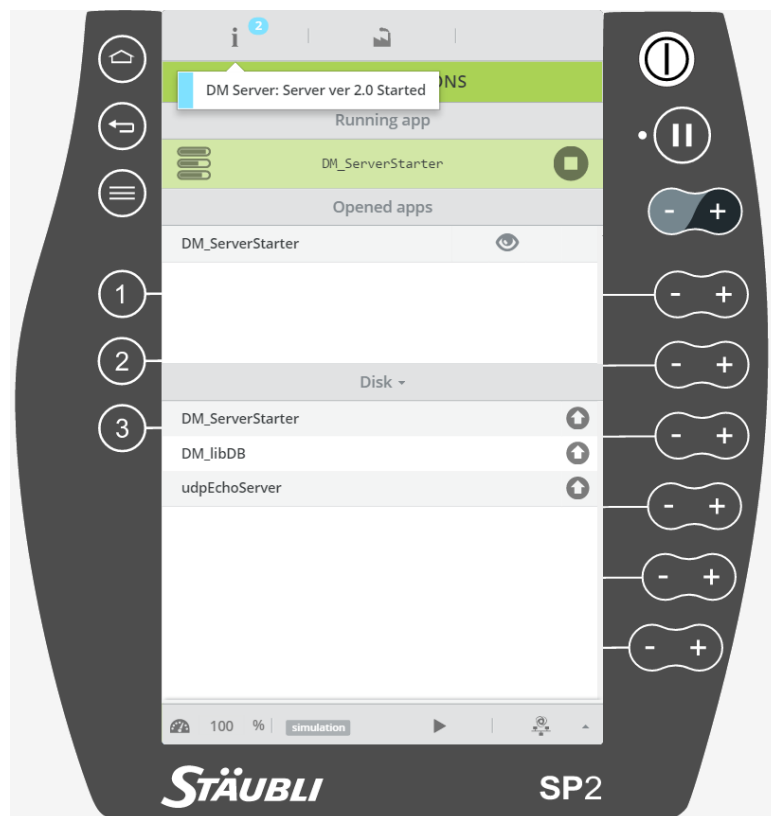 i 2
NS
DM Server: Server ver 2.0 Started
Running app
DM_ServerStarter
Opened apps
DM_ServerStarter
Disk
DM_ServerStarter
DM_libDB
udpEchoServer
100 % simulation
1
2
3
- +
- +
- +
- +
- +
- +
- +
STÄUBLI SP2